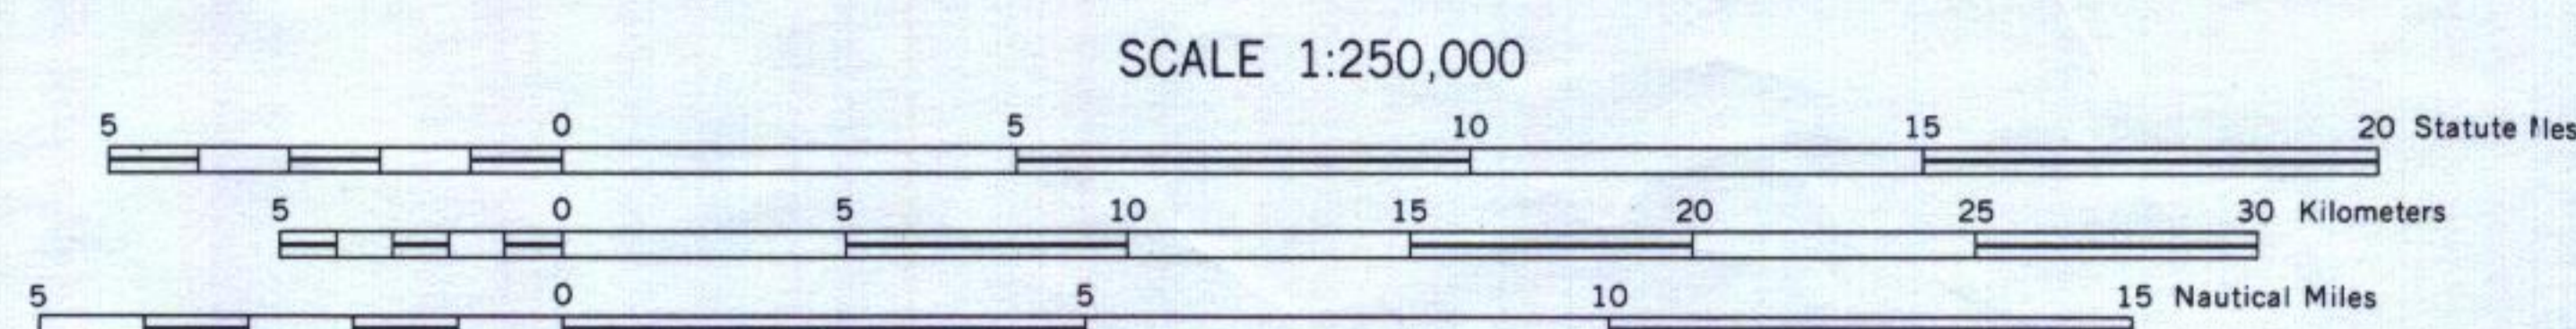 SCALE 1:250,000
5 0 5 10 15 20 Statute
5 0 5 10 15 20 25 30 Kilometers
5 0 5 10 15 Nautical Miles